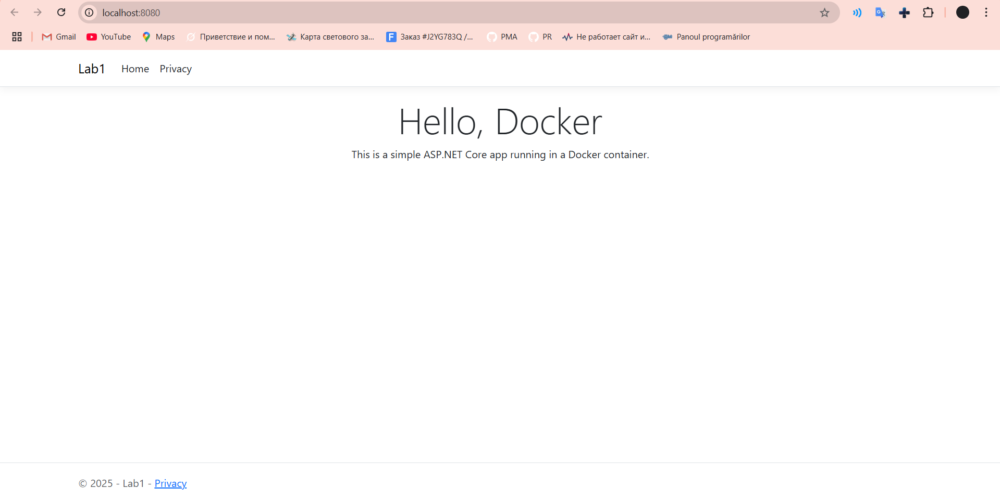 localhost:8080
Gmail YouTube Maps Приветствие и пом... Карта светового за... Заказ #J2YG783Q /... PMA PR Не работает сайт и... Panoul programărilor
Lab1 Home Privacy
Hello, Docker
This is a simple ASP.NET Core app running in a Docker container.
© 2025 - Lab1 - Privacy